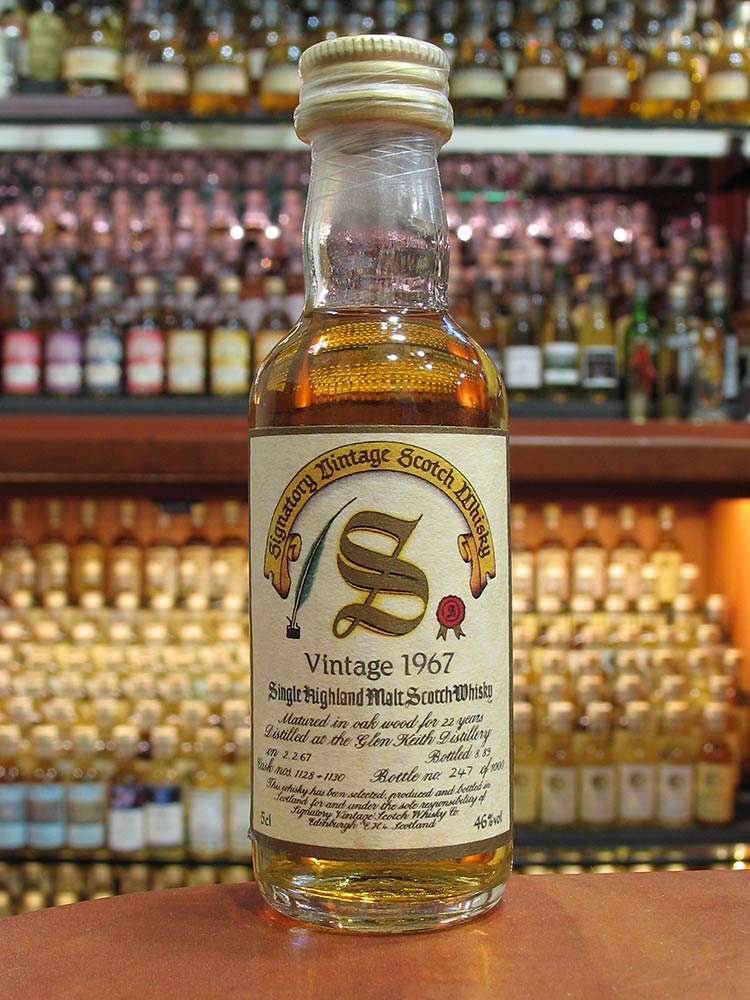 Signatory Vintage Scotch Whisky
S
Vintage 1967
Single Highland Malt Scotch Whisky
Matured in oak wood for 22 years
Distilled at the Glen Keith Distillery
on 2.2.67 Bottled 8.89
Cask nos. 1128 + 1130 Bottle no: 247 of 1000
This whisky has been selected, produced and bottled in
Scotland for and under the sole responsibility of
Signatory Vintage Scotch Whisky Co.
5cl Edinburgh EH4 Scotland 46%vol